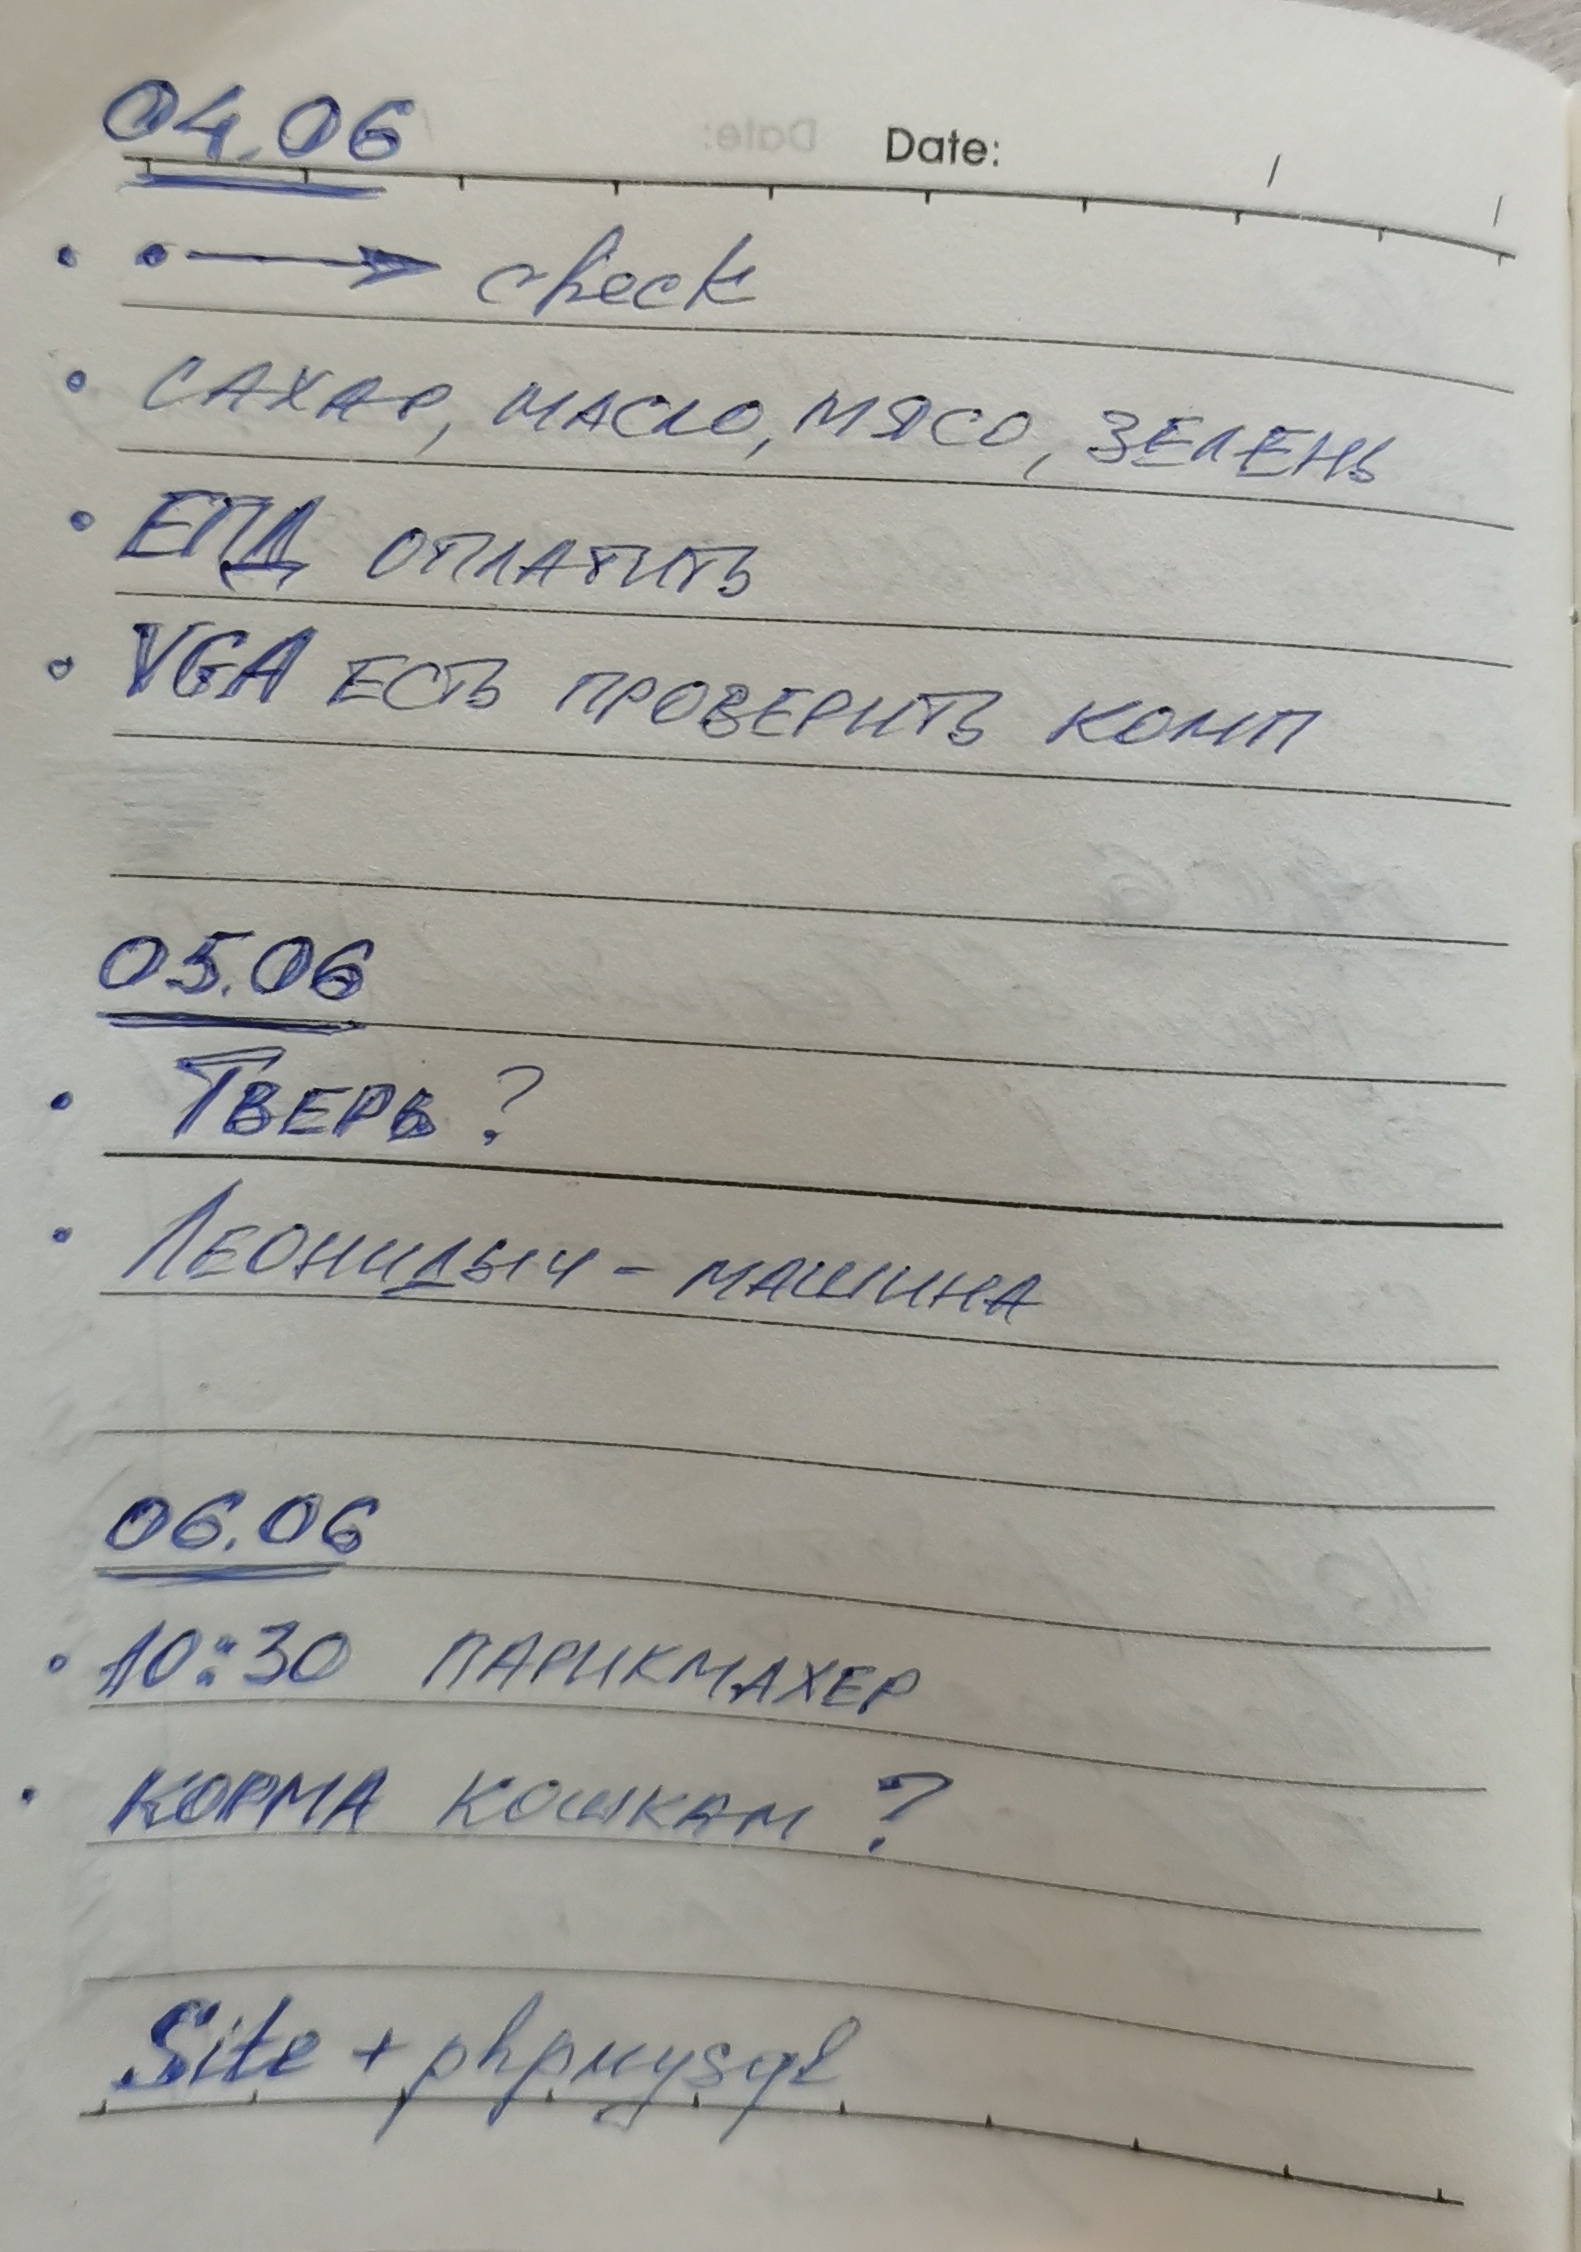 04.06
Date: / /
• •→ check
• САХАР, МАСЛО, МЯСО, ЗЕЛЕНЬ
• ЕПД ОПЛАТИТЬ
• VGA ЕСТЬ ПРОВЕРИТЬ КОМП
05.06
• ТВЕРЬ?
• ЛЕОНИДЫЧ - МАШИНА
06.06
• 10:30 ПАРИКМАХЕР
• КОРМА КОШКАМ?
Site + phpmysql